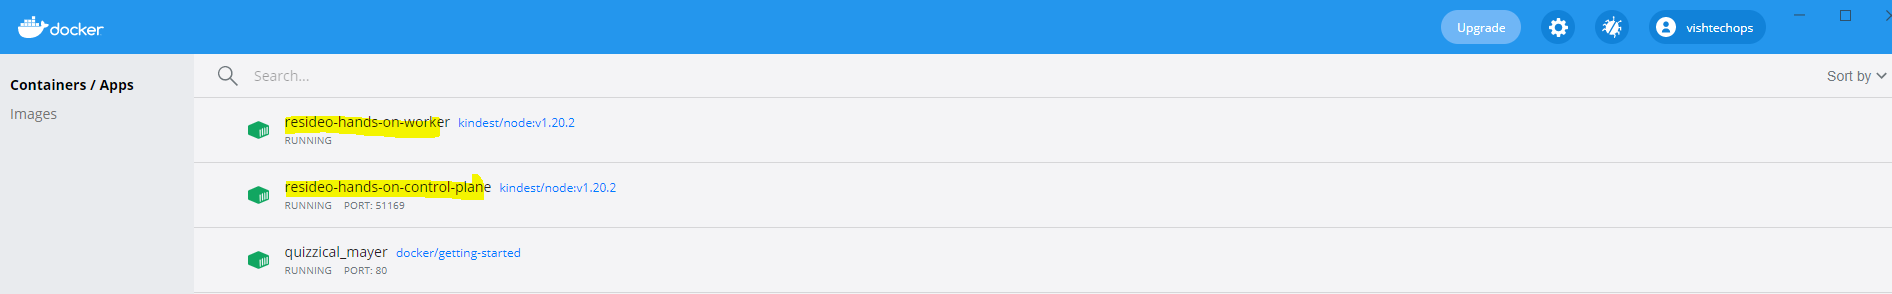 docker
Upgrade
vishtechops
Containers / Apps
Images
Search...
Sort by
resideo-hands-on-worker kindest/node:v1.20.2
RUNNING
resideo-hands-on-control-plane kindest/node:v1.20.2
RUNNING PORT: 51169
quizzical_mayer docker/getting-started
RUNNING PORT: 80